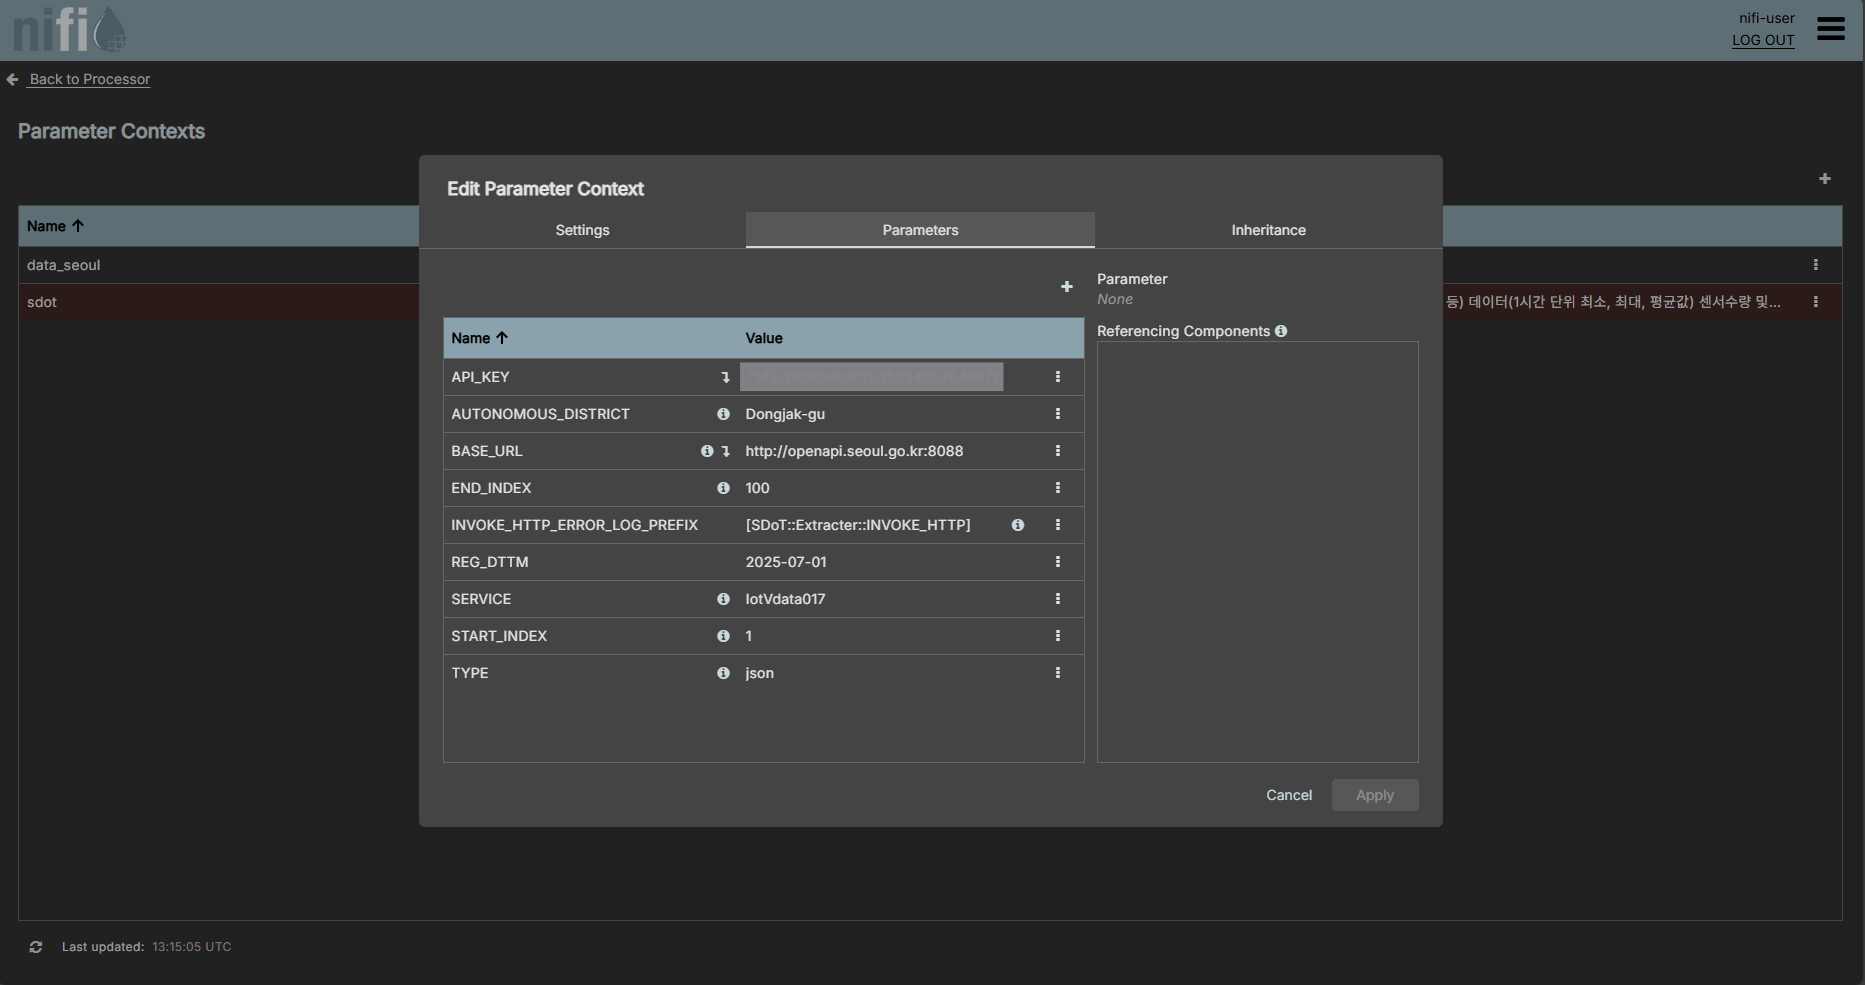 nifi
nifi-user
LOG OUT
Back to Processor
Parameter Contexts
Name
data_seoul
sdot
등) 데이터(1시간 단위 최소, 최대, 평균값) 센서수량 및...
Edit Parameter Context
Settings Parameters Inheritance
Parameter
None
Referencing Components
Name Value
API_KEY
AUTONOMOUS_DISTRICT Dongjak-gu
BASE_URL http://openapi.seoul.go.kr:8088
END_INDEX 100
INVOKE_HTTP_ERROR_LOG_PREFIX [SDoT::Extracter::INVOKE_HTTP]
REG_DTTM 2025-07-01
SERVICE IotVdata017
START_INDEX 1
TYPE json
Cancel Apply
Last updated: 13:15:05 UTC